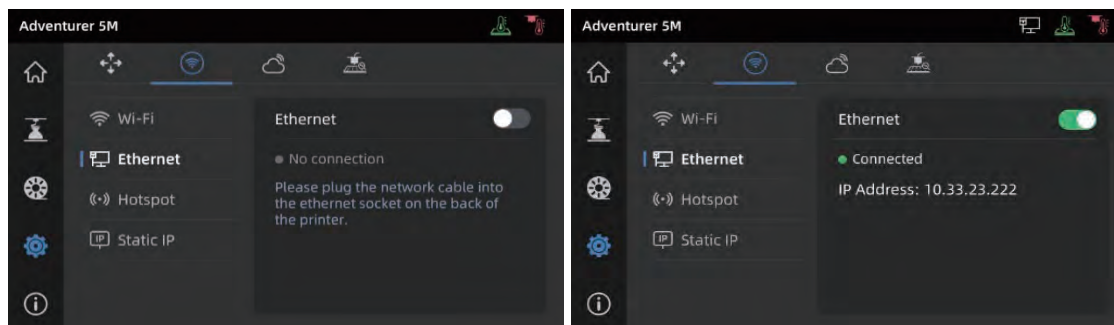 Adventurer 5M
Wi-Fi
Ethernet
Hotspot
IP
Static IP
Ethernet
No connection
Please plug the network cable into
the ethernet socket on the back of
the printer.
Adventurer 5M
Wi-Fi
Ethernet
Hotspot
IP
Static IP
Ethernet
Connected
IP Address: 10.33.23.222